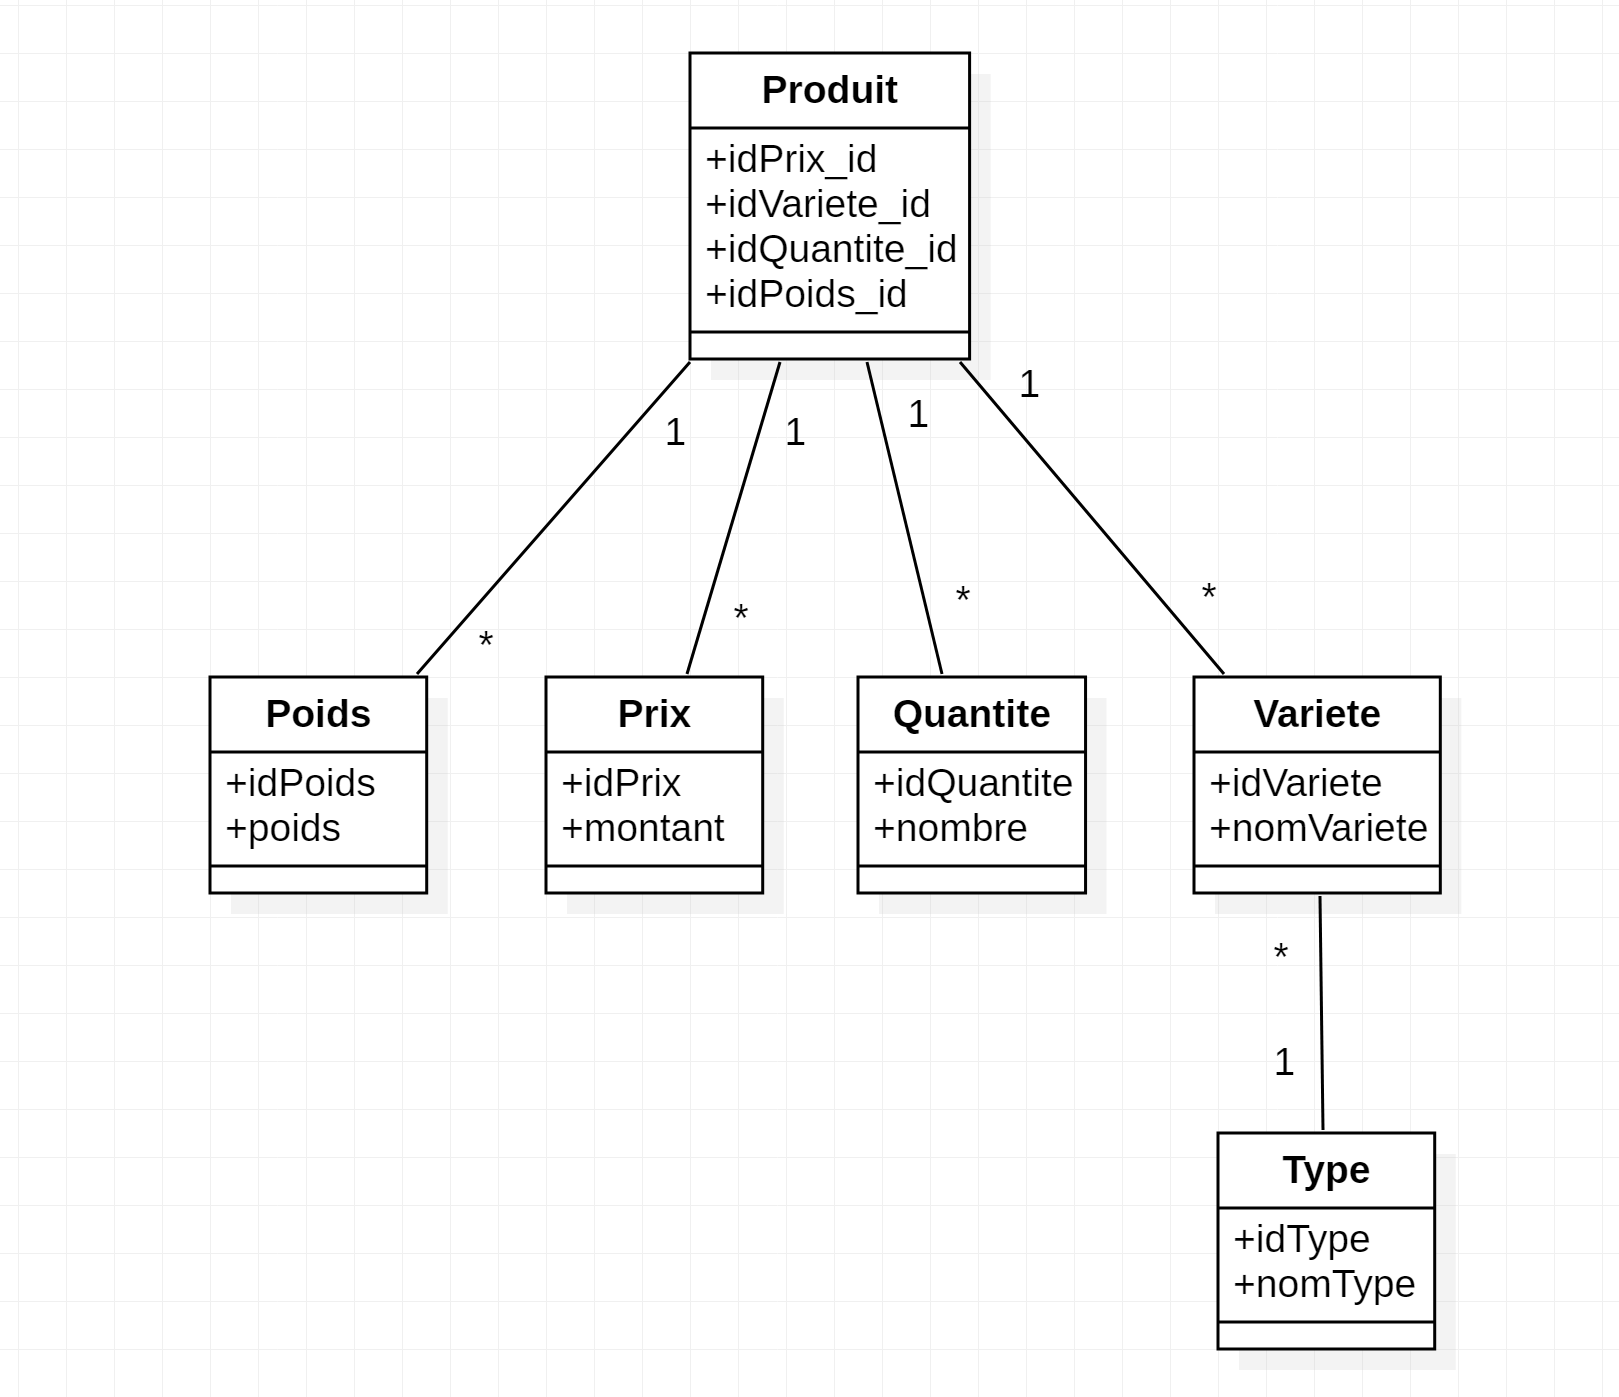 Produit
+idPrix_id
+idVariete_id
+idQuantite_id
+idPoids_id
1
1
1
1
*
*
*
*
Poids
+idPoids
+poids
Prix
+idPrix
+montant
Quantite
+idQuantite
+nombre
Variete
+idVariete
+nomVariete
*
1
Type
+idType
+nomType